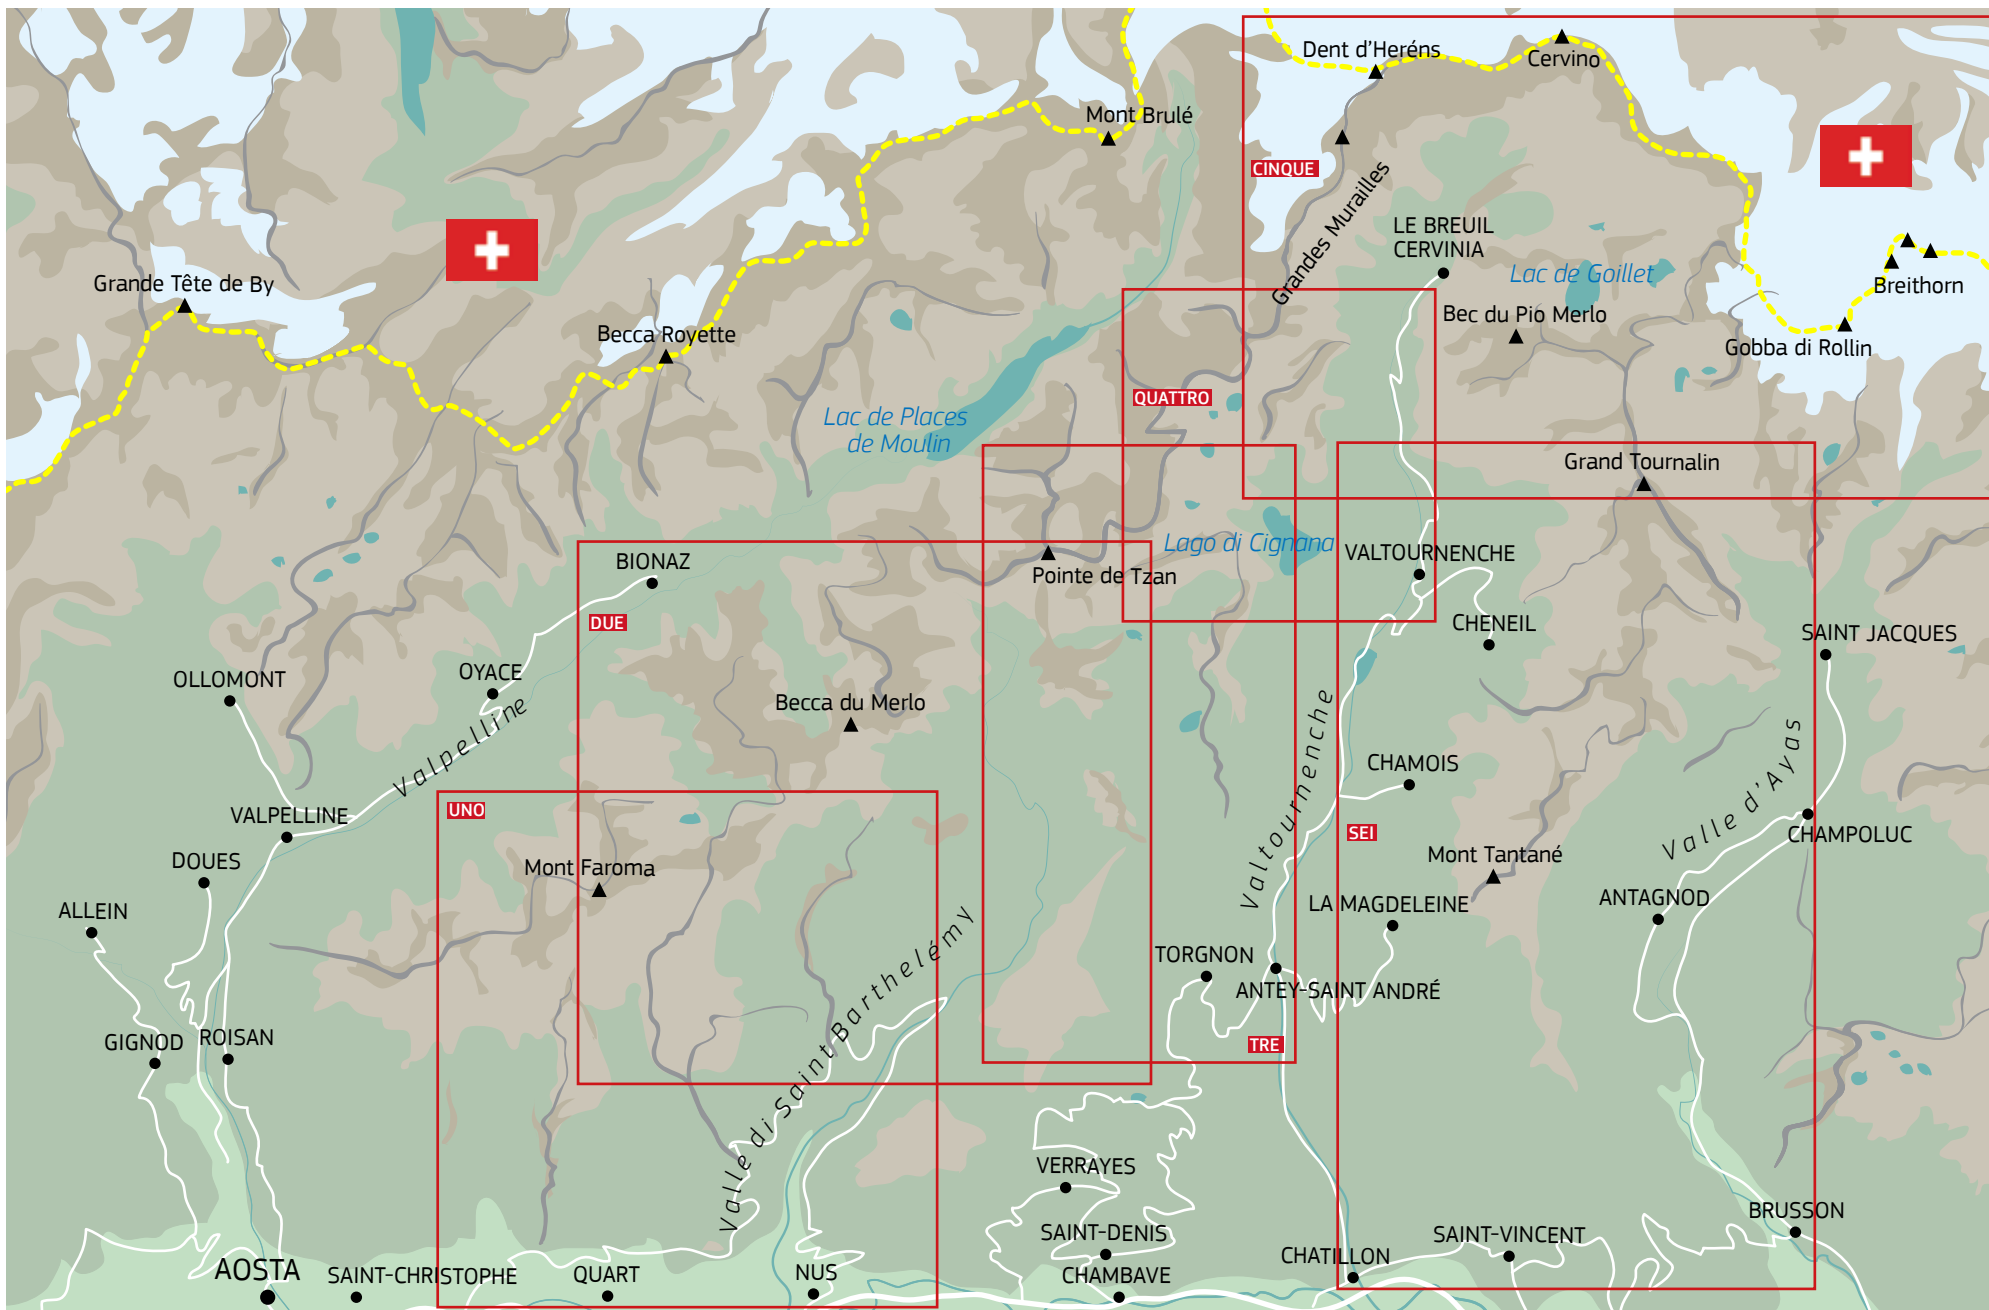 Dent d'Heréns
Cervino
Mont Brulé
CINQUE
Grandes Murailles
LE BREUIL
CERVINIA
Lac de Goillet
Breithorn
Grande Tête de By
Becca Royette
Bec du Pio Merlo
Gobba di Rollin
QUATTRO
Lac de Places
de Moulin
Grand Tournalin
Lago di Cignana
VALTOURNENCHE
BIONAZ
Pointe de Tzan
DUE
CHENEIL
SAINT JACQUES
OLLOMONT
OYACE
Becca du Merlo
Valpelline
Valtournenche
CHAMOIS
Valle d'Ayas
UNO
VALPELLINE
SEI
CHAMPOLUC
DOUES
Mont Faroma
Mont Tantané
ALLEIN
LA MAGDELEINE
ANTAGNOD
Valle di Saint Barthelémy
TORGNON
ANTEY-SAINT ANDRÉ
GIGNOD
ROISAN
TRE
VERRAYES
BRUSSON
SAINT-DENIS
SAINT-VINCENT
CHATILLON
AOSTA
SAINT-CHRISTOPHE
QUART
NUS
CHAMBAVE